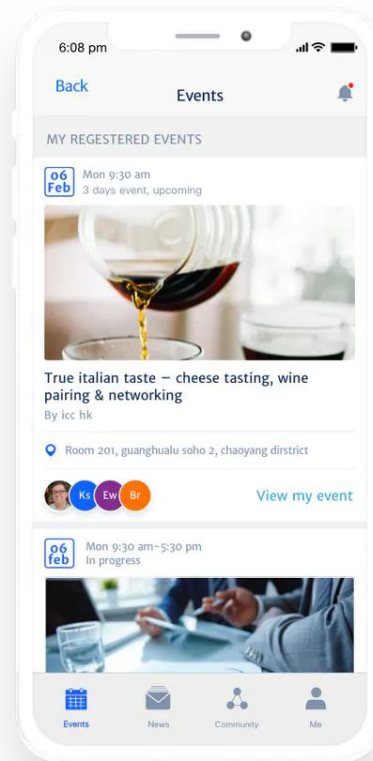 6:08 pm
Back
Events
MY REGESTERED EVENTS
06
Feb
Mon 9:30 am
3 days event, upcoming
True italian taste – cheese tasting, wine
pairing & networking
By icc hk
Room 201, guanghualu soho 2, chaoyang dirstrict
Ks
Ew
Br
View my event
06
feb
Mon 9:30 am-5:30 pm
In progress
Events
News
Community
Me